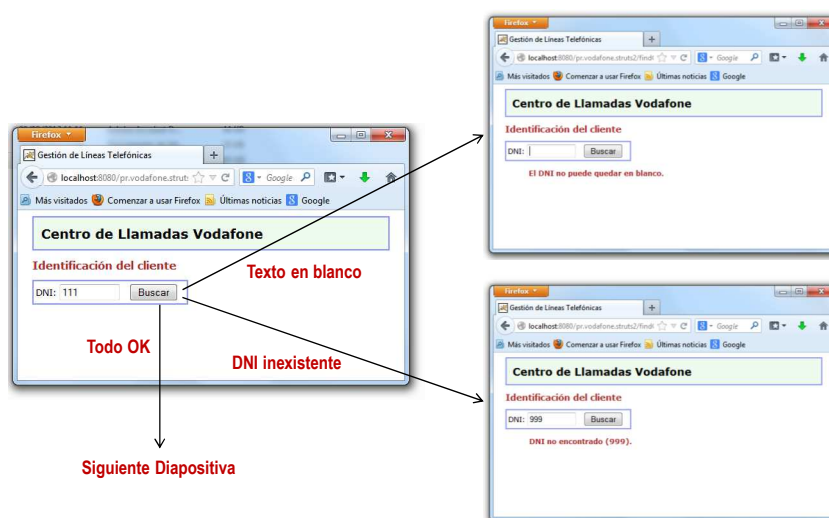 Firefox
Gestión de Líneas Telefónicas
localhost:8080/pr.vodafone.struts
Google
Más visitados Comenzar a usar Firefox Últimas noticias Google
Centro de Llamadas Vodafone
Identificación del cliente
DNI: 111 Buscar
Texto en blanco
Todo OK
DNI inexistente
Siguiente Diapositiva
Firefox
Gestión de Líneas Telefónicas
localhost:8080/pr.vodafone.struts2/findt
Google
Más visitados Comenzar a usar Firefox Últimas noticias Google
Centro de Llamadas Vodafone
Identificación del cliente
DNI: Buscar
El DNI no puede quedar en blanco.
Firefox
Gestión de Líneas Telefónicas
localhost:8080/pr.vodafone.struts2/findt
Google
Más visitados Comenzar a usar Firefox Últimas noticias Google
Centro de Llamadas Vodafone
Identificación del cliente
DNI: 999 Buscar
DNI no encontrado (999).